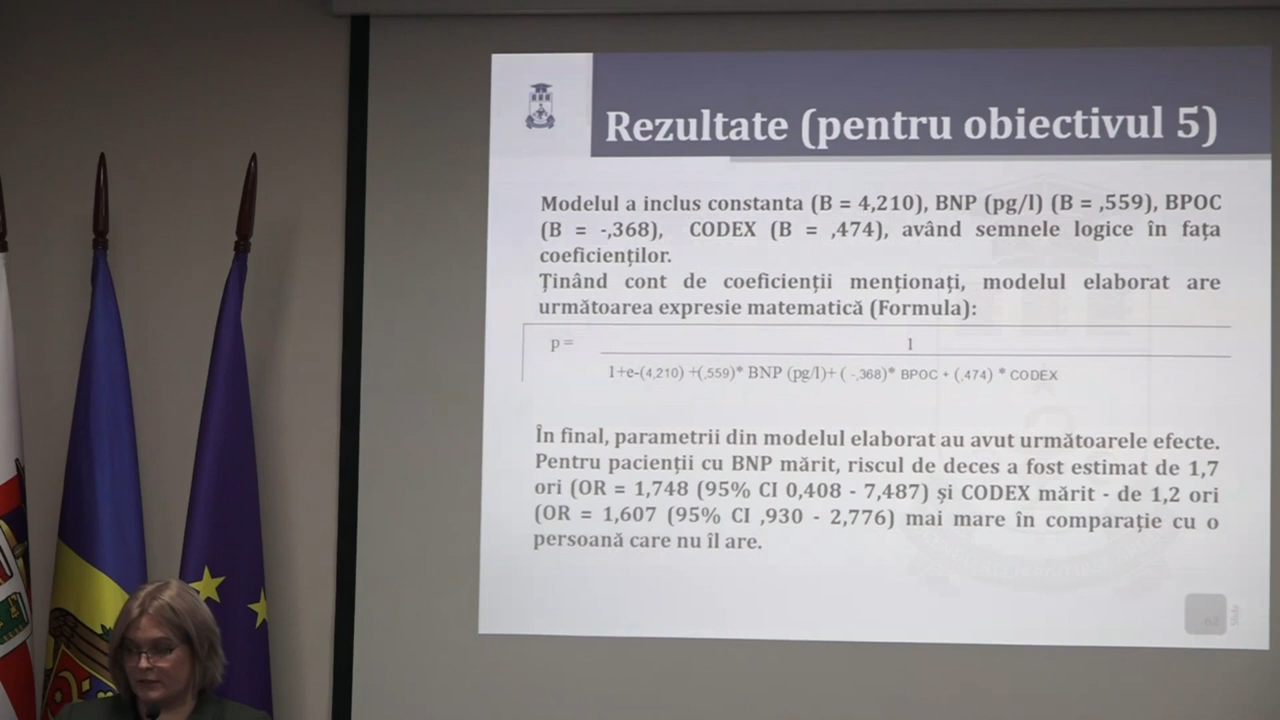 Rezultate (pentru obiectivul 5)
Modelul a inclus constanta (B = 4,210), BNP (pg/l) (B = ,559), BPOC
(B = -,368), CODEX (B = ,474), având semnele logice în fața
coeficienților.
Ținând cont de coeficienții menționați, modelul elaborat are
următoarea expresie matematică (Formula):
p = 1
1+e-(4,210) +(,559)* BNP (pg/l)+ ( -,368)* BPOC + (,474) * CODEX
În final, parametrii din modelul elaborat au avut următoarele efecte.
Pentru pacienții cu BNP mărit, riscul de deces a fost estimat de 1,7
ori (OR = 1,748 (95% CI 0,408 - 7,487) și CODEX mărit - de 1,2 ori
(OR = 1,607 (95% CI ,930 - 2,776) mai mare în comparație cu o
persoană care nu îl are.